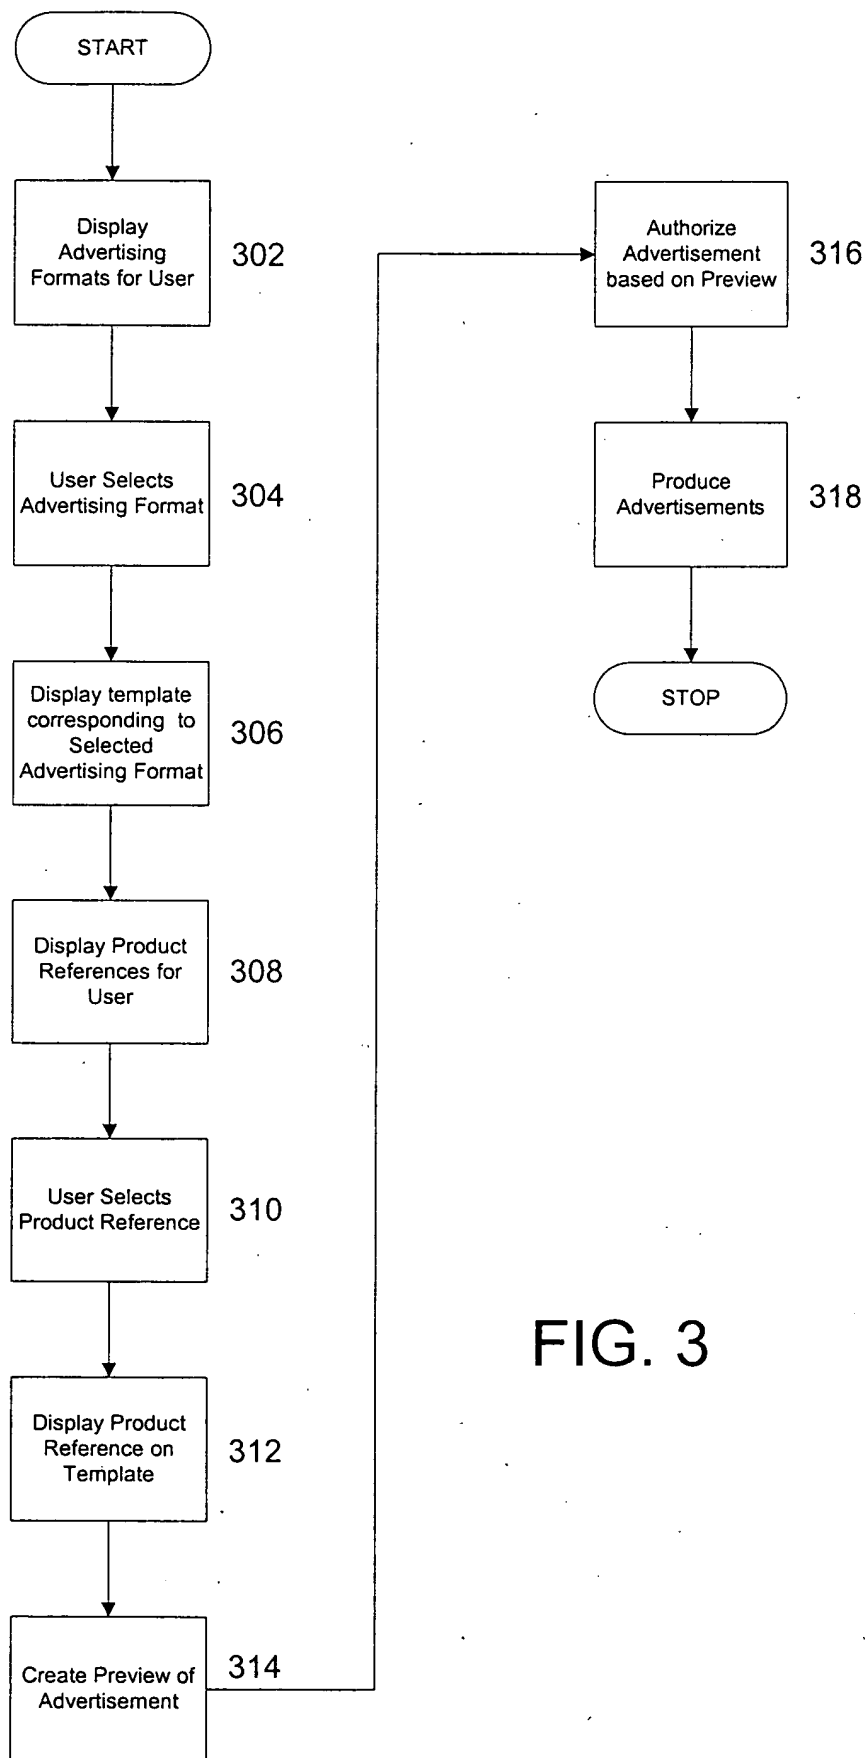 START
Display
Advertising
Formats for User
302
User Selects
Advertising Format
304
Display template
corresponding to
Selected
Advertising Format
306
Display Product
References for
User
308
User Selects
Product Reference
310
Display Product
Reference on
Template
312
Create Preview of
Advertisement
314
Authorize
Advertisement
based on Preview
316
Produce
Advertisements
318
STOP
FIG. 3